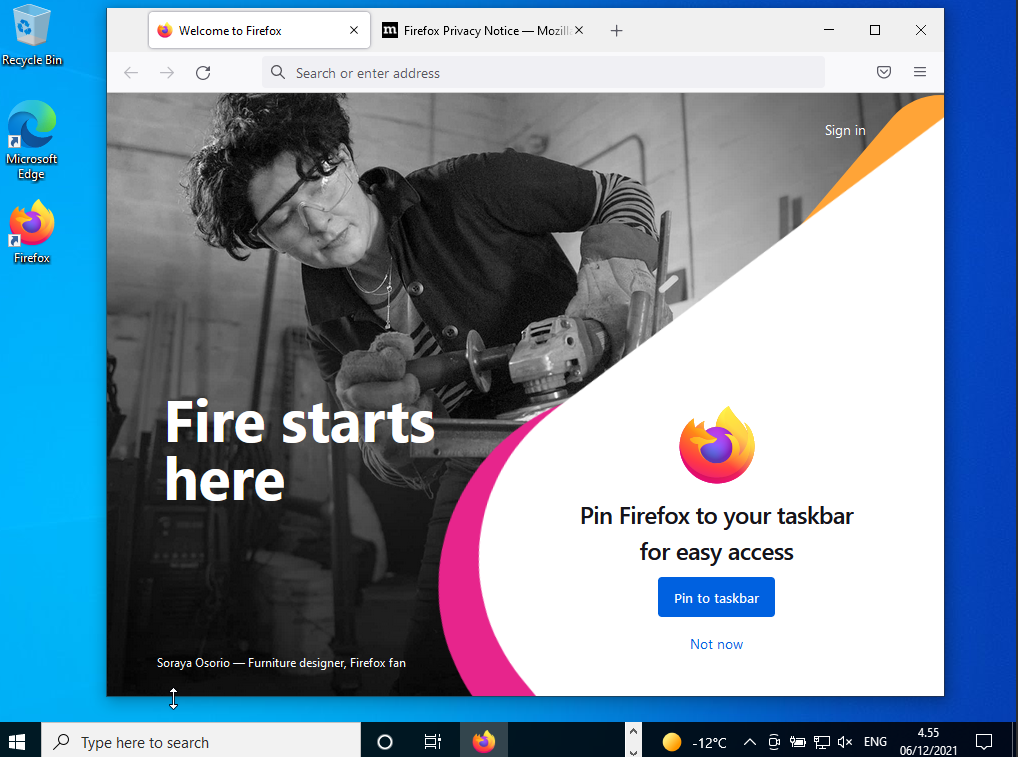 Recycle Bin
Microsoft
Edge
Firefox
Welcome to Firefox
m
Firefox Privacy Notice — Mozill
Search or enter address
Sign in
Fire starts
here
Soraya Osorio — Furniture designer, Firefox fan
Pin Firefox to your taskbar
for easy access
Pin to taskbar
Not now
Type here to search
-12°C
ENG
4.55
06/12/2021